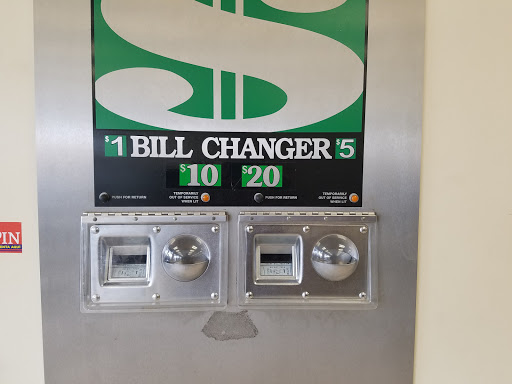 $1 BILL CHANGER $5
$10 $20
PUSH FOR RETURN
TEMPORARILY
OUT OF SERVICE
WHEN LIT
PUSH FOR RETURN
TEMPORARILY
OUT OF SERVICE
WHEN LIT
PIN